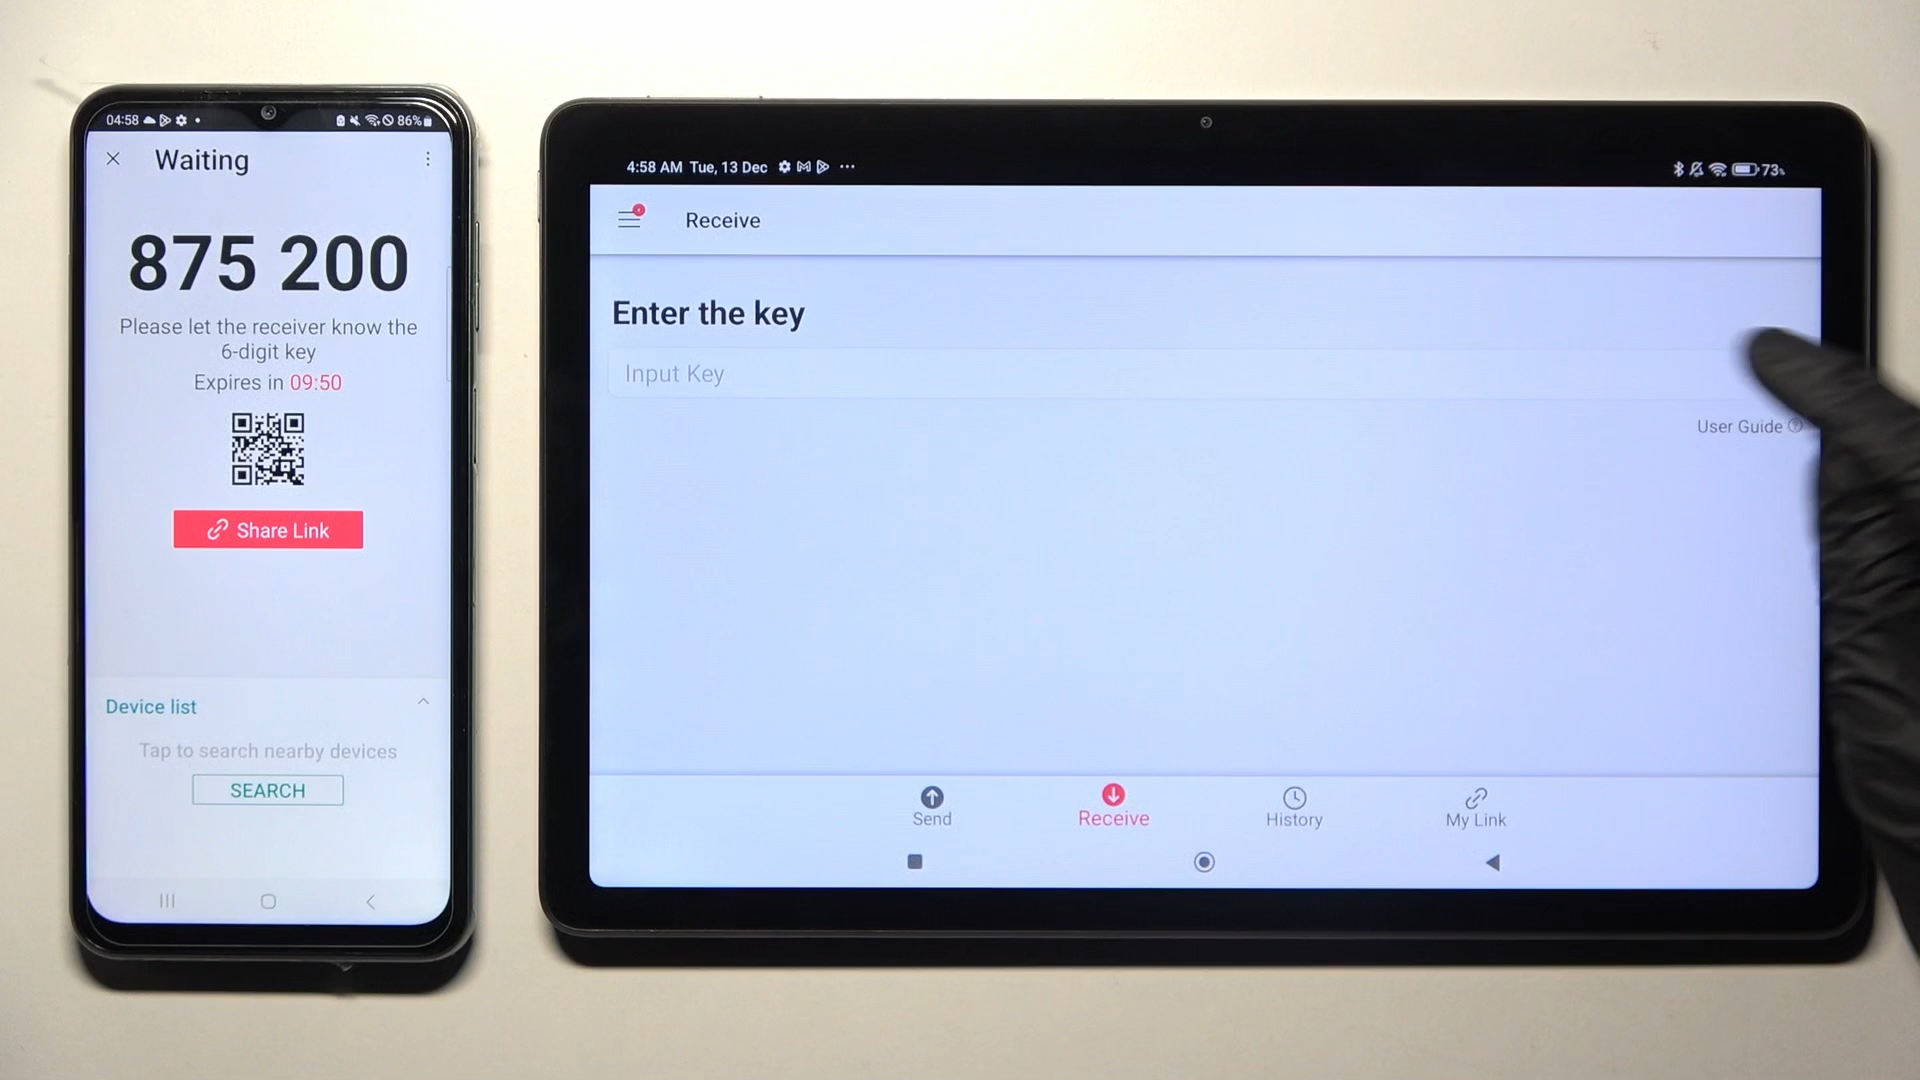 04:58
86%
Waiting
875 200
Please let the receiver know the
6-digit key
Expires in 09:50
Share Link
Device list
Tap to search nearby devices
SEARCH
4:58 AM Tue, 13 Dec
73%
Receive
Enter the key
Input Key
User Guide
Send
Receive
History
My Link